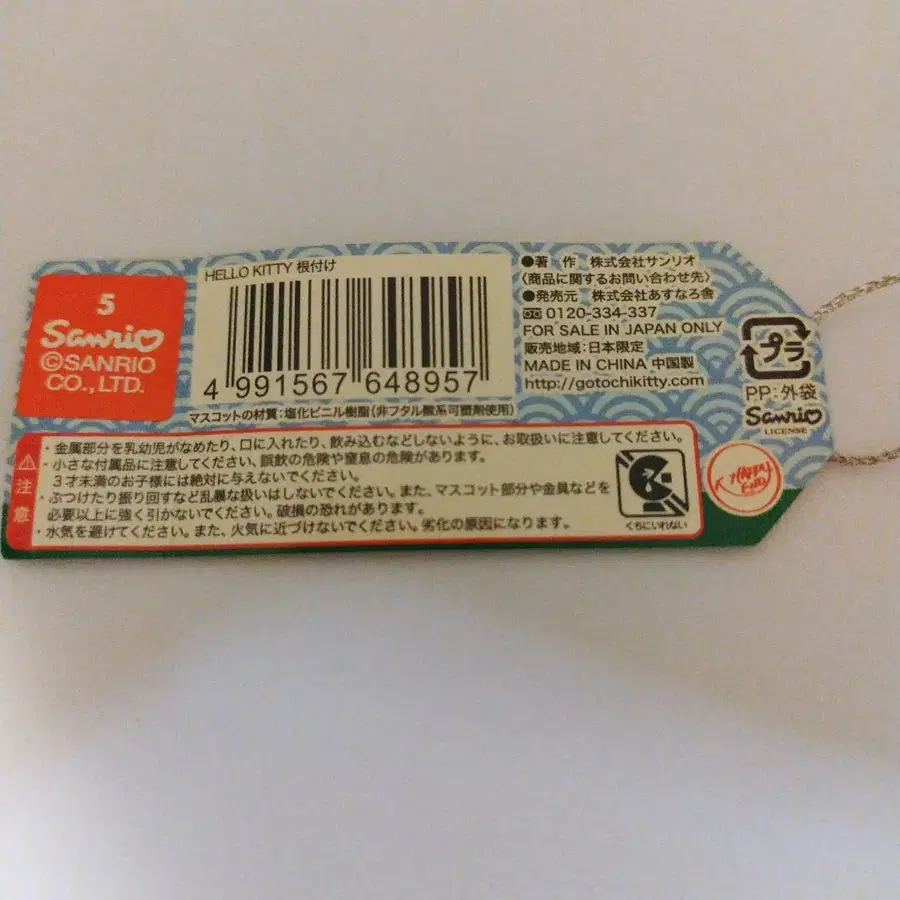 5
Sanrio
©SANRIO
CO., LTD.
HELLO KITTY 根付け
4 991567 648957
マスコットの材質:塩化ビニル樹脂(非フタル酸系可塑剤使用)
●著 作 株式会社サンリオ
〈商品に関するお問い合わせ先〉
●発売元 株式会社あすなろ舎
0120-334-337
FOR SALE IN JAPAN ONLY
販売地域:日本限定
MADE IN CHINA 中国製
http://gotochikitty.com
プラ
PP:外袋
Sanrio
LICENSE
注意
・金属部分を乳幼児がなめたり、口に入れたり、飲み込むなどしないように、お取扱いに注意してください。
・小さな付属品に注意してください。誤飲の危険や窒息の危険があります。
3才未満のお子様には絶対に与えないでください。
・ぶつけたり振り回すなど乱暴な扱いはしないでください。また、マスコット部分や金具などを
必要以上に強く引かないでください。破損の恐れがあります。
・水気を避けてください。また、火気に近づけないでください。劣化の原因になります。
くちにいれない